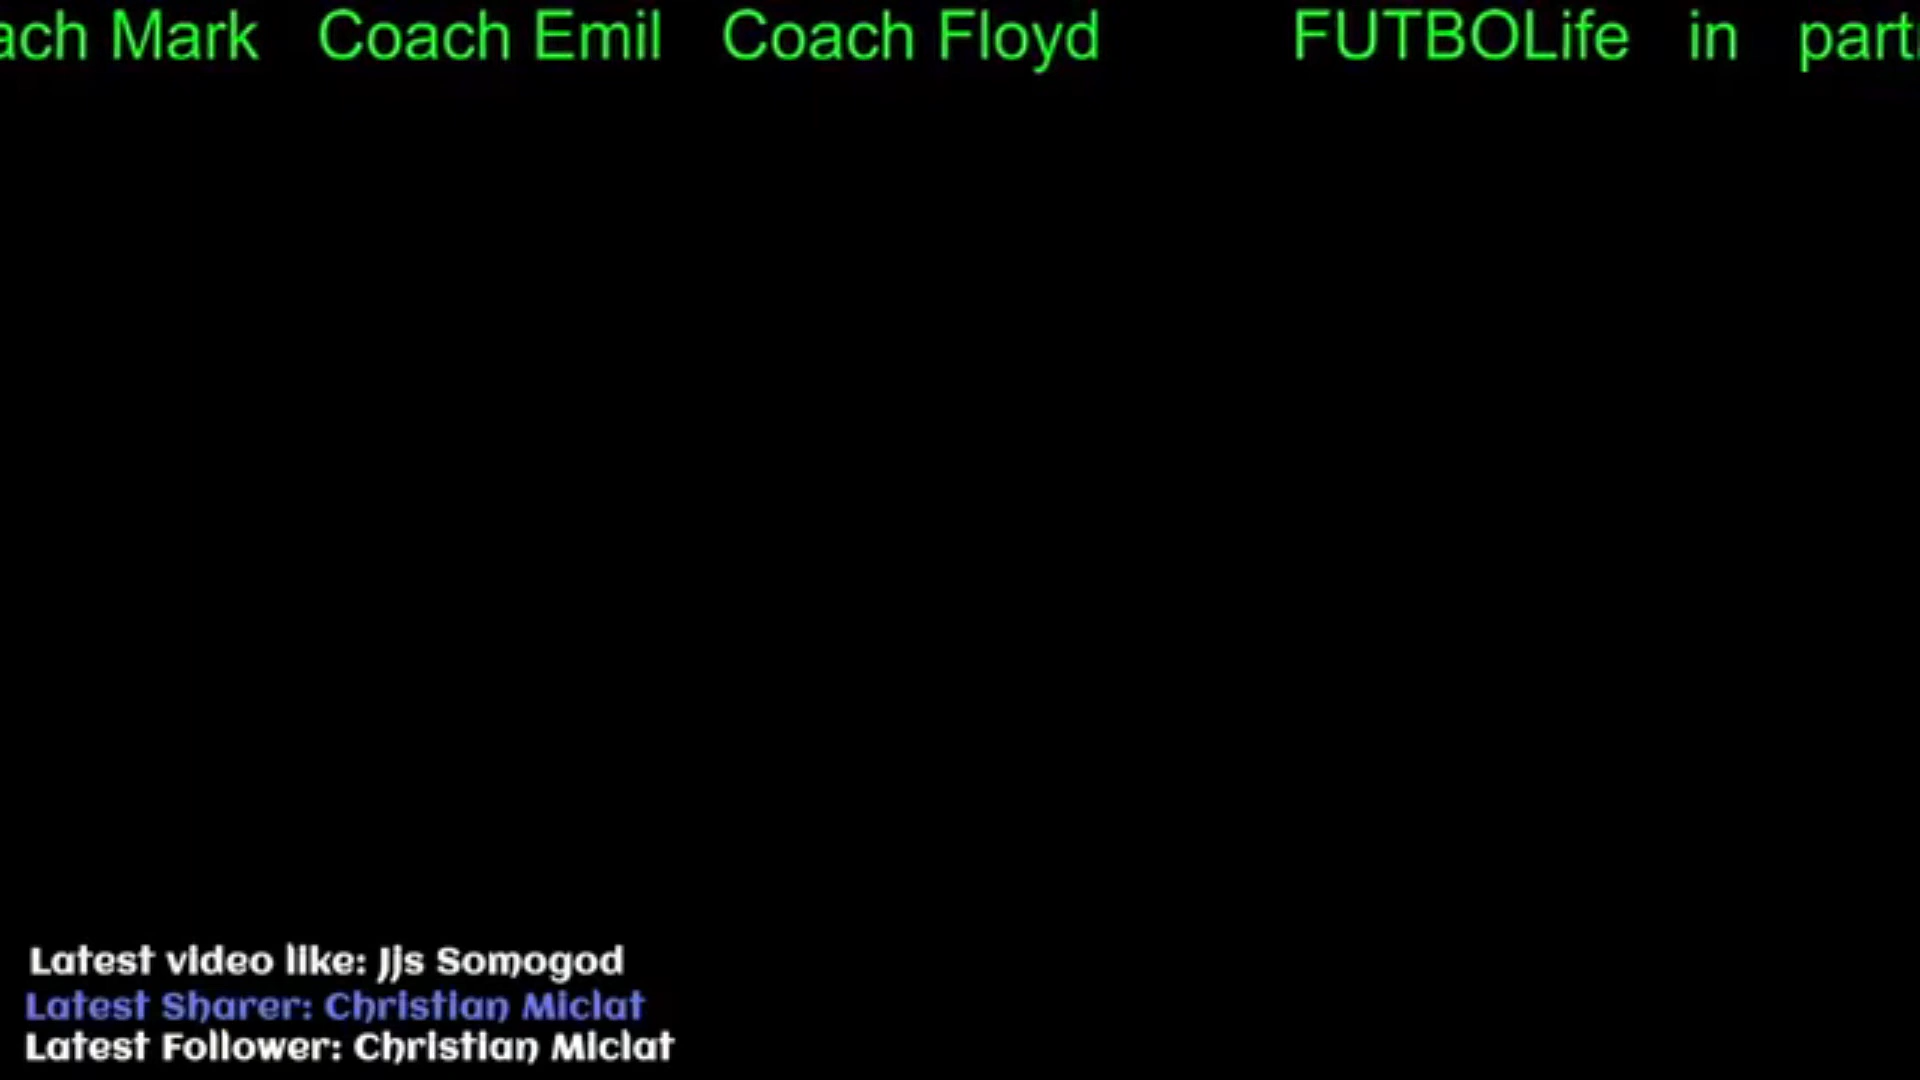 ach Mark Coach Emil Coach Floyd FUTBOLife in part
Latest video like: Jjs Somogod
Latest Sharer: Christian Miclat
Latest Follower: Christian Miclat